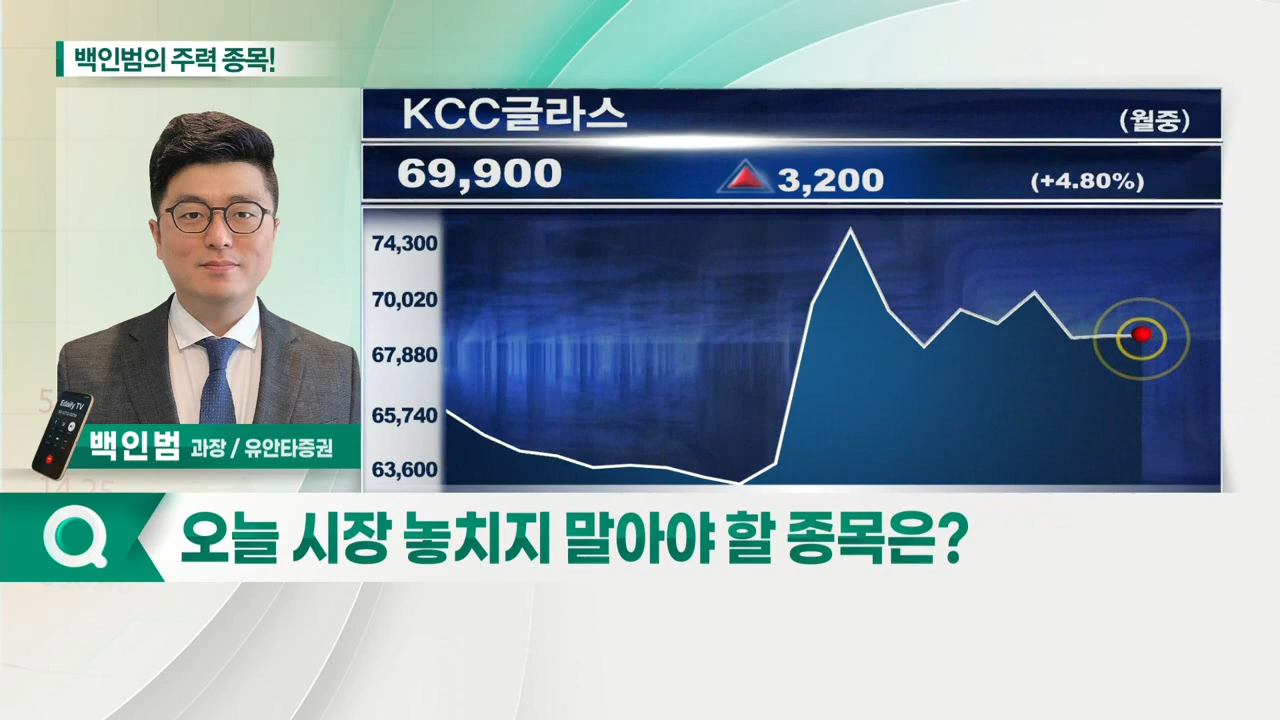 백인범의 주력 종목!
KCC글라스
(월중)
69,900 ▲ 3,200 (+4.80%)
74,300
70,020
67,880
65,740
63,600
Edaily TV
백인범 과장 / 유안타증권
오늘 시장 놓치지 말아야 할 종목은?